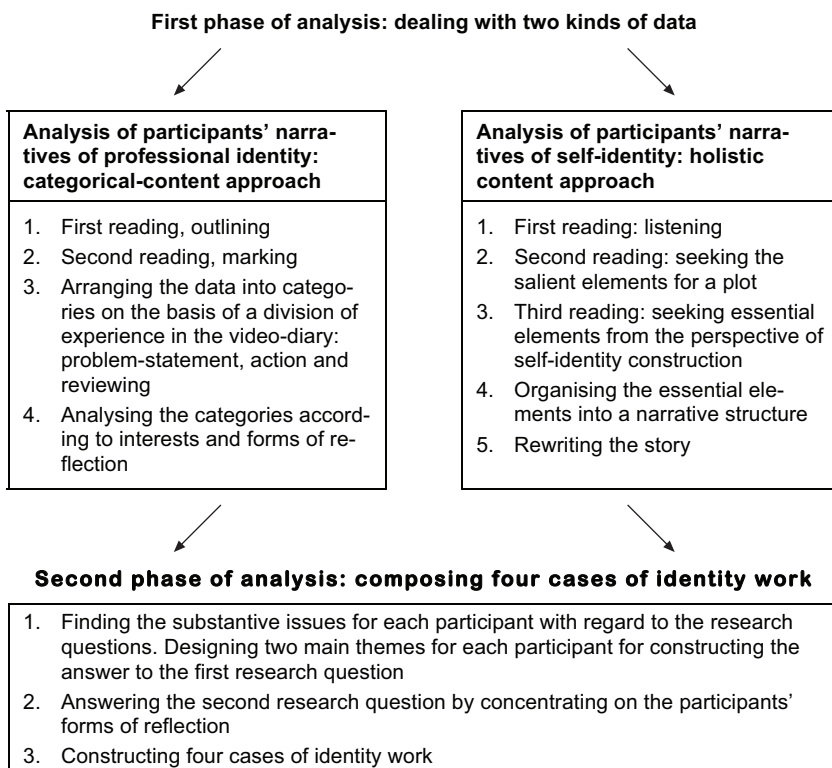 First phase of analysis: dealing with two kinds of data
Analysis of participants' narra-
tives of professional identity:
categorical-content approach
1. First reading, outlining
2. Second reading, marking
3. Arranging the data into catego-
ries on the basis of a division of
experience in the video-diary:
problem-statement, action and
reviewing
4. Analysing the categories accord-
ing to interests and forms of re-
flection
Analysis of participants' narra-
tives of self-identity: holistic
content approach
1. First reading: listening
2. Second reading: seeking the
salient elements for a plot
3. Third reading: seeking essential
elements from the perspective of
self-identity construction
4. Organising the essential ele-
ments into a narrative structure
5. Rewriting the story
Second phase of analysis: composing four cases of identity work
1. Finding the substantive issues for each participant with regard to the research
questions. Designing two main themes for each participant for constructing the
answer to the first research question
2. Answering the second research question by concentrating on the participants'
forms of reflection
3. Constructing four cases of identity work